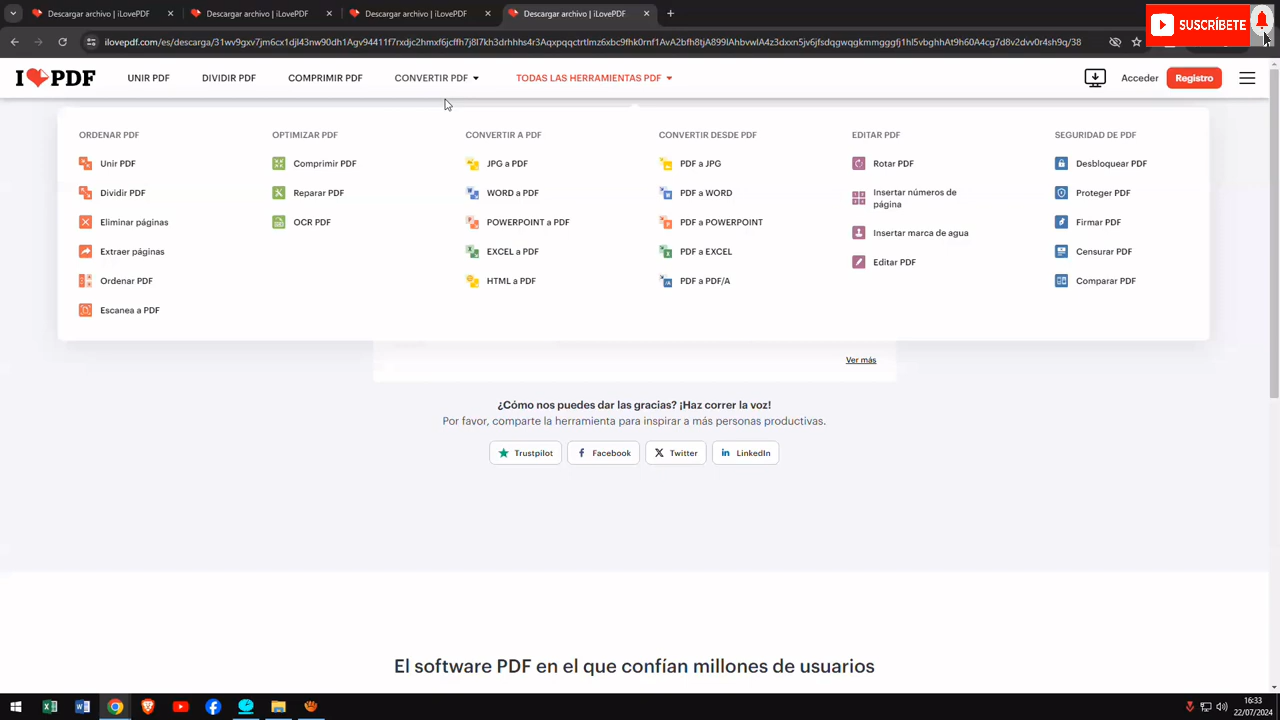 Descargar archivo | iLovePDF
Descargar archivo | iLovePDF
Descargar archivo | iLovePDF
Descargar archivo | iLovePDF
SUSCRÍBETE
I PDF
UNIR PDF
DIVIDIR PDF
COMPRIMIR PDF
CONVERTIR PDF
TODAS LAS HERRAMIENTAS PDF
Acceder
Registro
ORDENAR PDF
Unir PDF
Dividir PDF
Eliminar páginas
Extraer páginas
Ordenar PDF
Escanea a PDF
OPTIMIZAR PDF
Comprimir PDF
Reparar PDF
OCR PDF
CONVERTIR A PDF
JPG a PDF
WORD a PDF
POWERPOINT a PDF
EXCEL a PDF
HTML a PDF
CONVERTIR DESDE PDF
PDF a JPG
PDF a WORD
PDF a POWERPOINT
PDF a EXCEL
PDF a PDF/A
EDITAR PDF
Rotar PDF
Insertar números de
página
Insertar marca de agua
Editar PDF
SEGURIDAD DE PDF
Desbloquear PDF
Proteger PDF
Firmar PDF
Censurar PDF
Comparar PDF
Ver más
¿Cómo nos puedes dar las gracias? ¡Haz correr la voz!
Por favor, comparte la herramienta para inspirar a más personas productivas.
Trustpilot
Facebook
Twitter
LinkedIn
El software PDF en el que confían millones de usuarios
16:33
22/07/2024